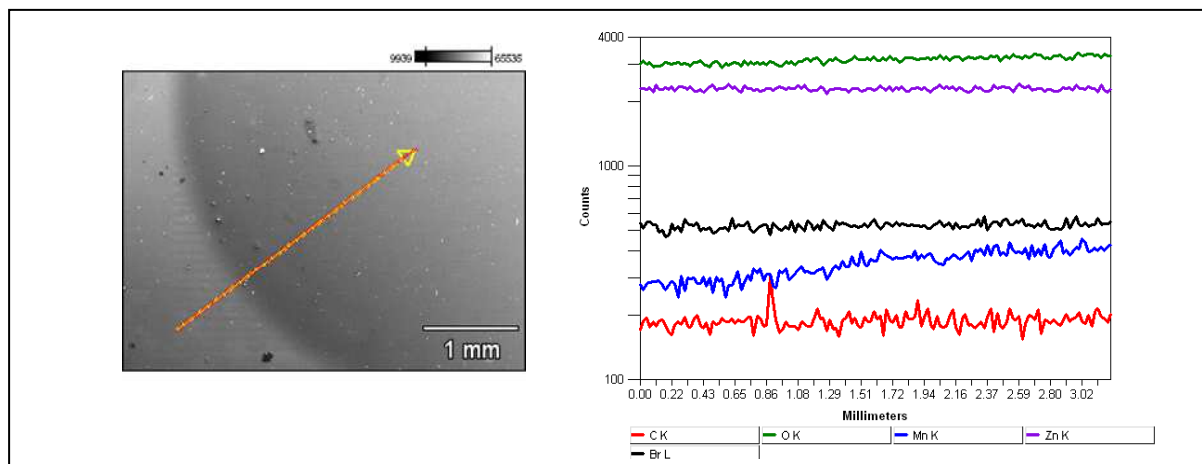 9939 65535
1 mm
4000
1000
100
Counts
0.00 0.22 0.43 0.65 0.86 1.08 1.29 1.51 1.72 1.94 2.16 2.37 2.59 2.80 3.02
Millimeters
C K O K Mn K Zn K
Br L